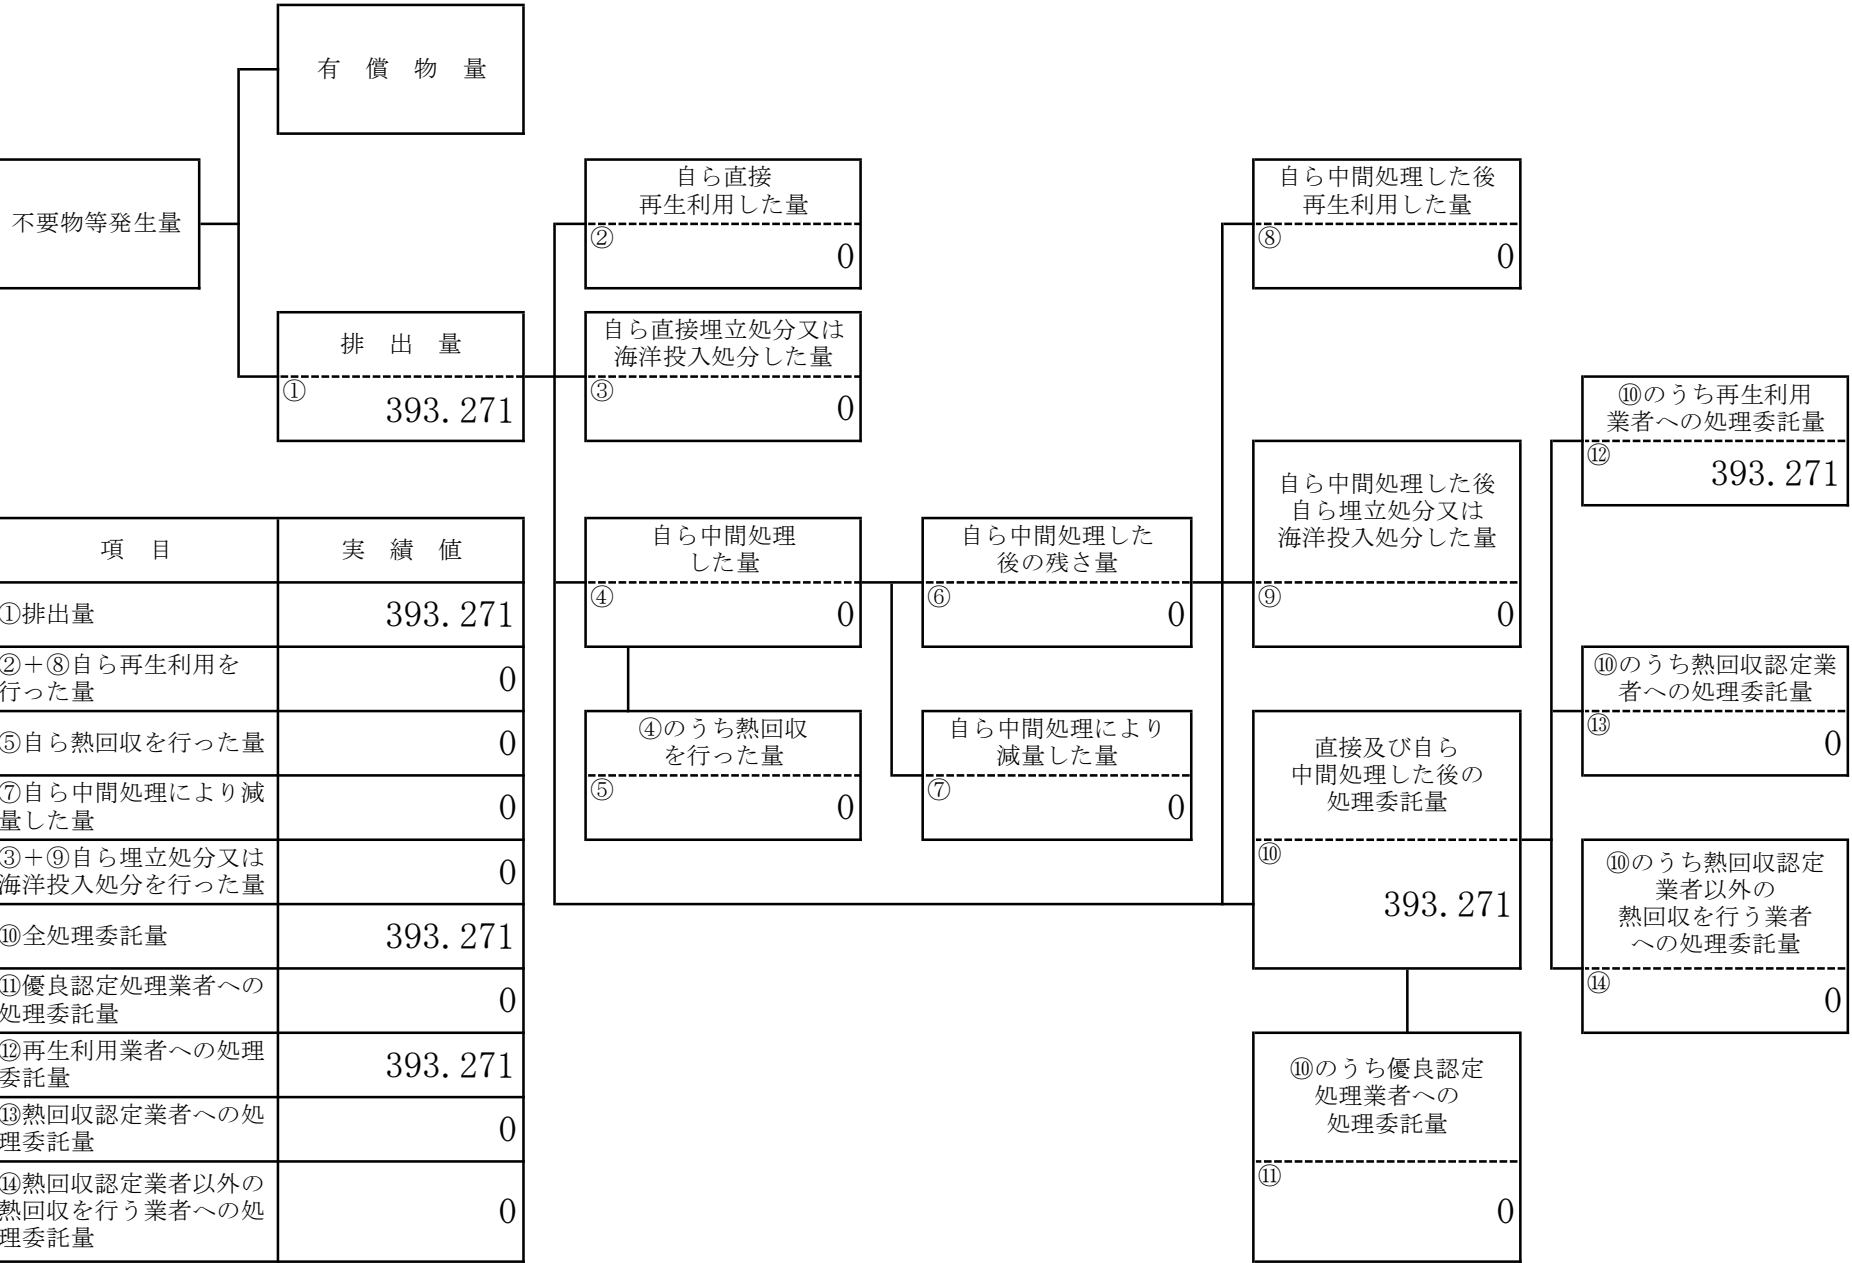 有 償 物 量
不要物等発生量
自ら直接
再生利用した量
②
0
自ら中間処理した後
再生利用した量
⑧
0
排 出 量
①
393.271
自ら直接埋立処分又は
海洋投入処分した量
③
0
⑩のうち再生利用
業者への処理委託量
⑫
393.271
自ら中間処理した後
自ら埋立処分又は
海洋投入処分した量
⑨
0
自ら中間処理
した量
④
0
自ら中間処理した
後の残さ量
⑥
0
⑩のうち熱回収認定業
者への処理委託量
⑬
0
④のうち熱回収
を行った量
⑤
0
自ら中間処理により
減量した量
⑦
0
直接及び自ら
中間処理した後の
処理委託量
⑩
393.271
⑩のうち熱回収認定
業者以外の
熱回収を行う業者
への処理委託量
⑭
0
⑩のうち優良認定
処理業者への
処理委託量
⑪
0
項 目 実 績 値
①排出量 393.271
②＋⑧自ら再生利用を
行った量 0
⑤自ら熱回収を行った量 0
⑦自ら中間処理により減
量した量 0
③＋⑨自ら埋立処分又は
海洋投入処分を行った量 0
⑩全処理委託量 393.271
⑪優良認定処理業者への
処理委託量 0
⑫再生利用業者への処理
委託量 393.271
⑬熱回収認定業者への処
理委託量 0
⑭熱回収認定業者以外の
熱回収を行う業者への処
理委託量 0